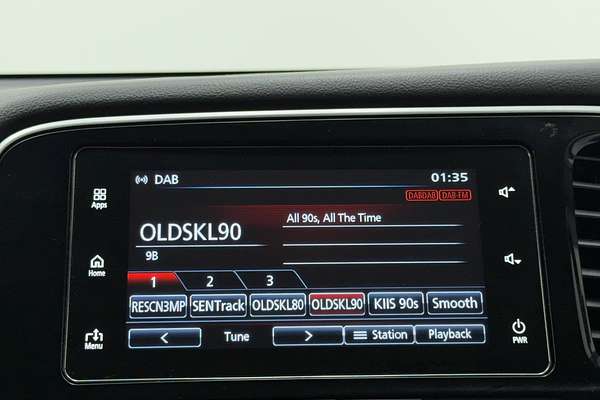 DAB
01:35
DABDAB DAB-FM
Apps
OLDSKL90
All 90s, All The Time
9B
Home
1 2 3
RESCN3MP SENTrack OLDSKL80 OLDSKL90 KIIS 90s Smooth
Menu
< Tune > Station Playback
PWR